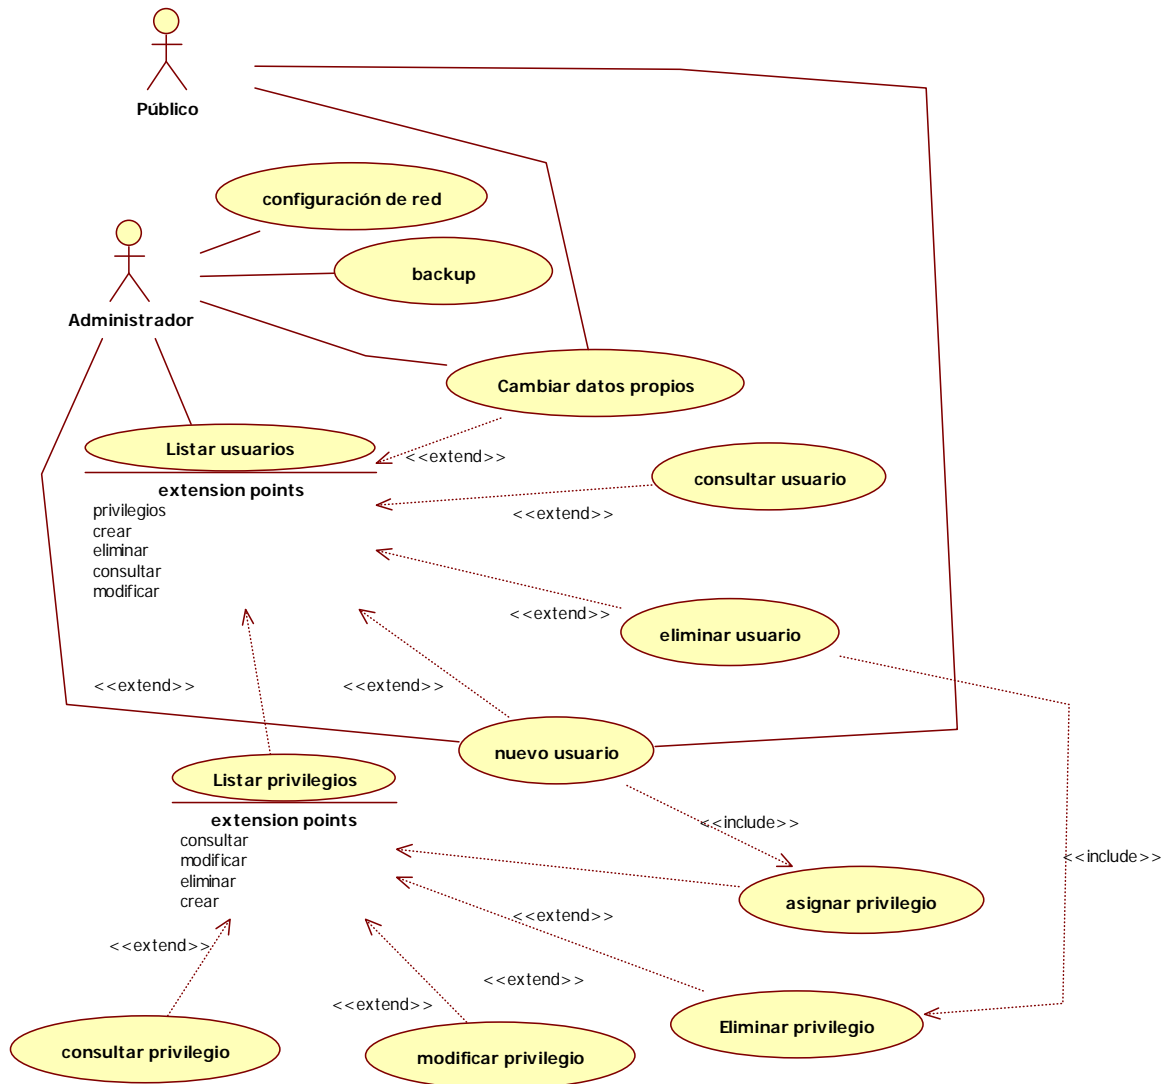 Público
configuración de red
backup
Administrador
Cambiar datos propios
Listar usuarios
<<extend>>
extension points
privilegios
crear
eliminar
consultar
modificar
consultar usuario
<<extend>>
<<extend>>
eliminar usuario
<<extend>>
<<extend>>
nuevo usuario
Listar privilegios
extension points
consultar
modificar
eliminar
crear
<<include>>
<<include>>
asignar privilegio
<<extend>>
<<extend>>
<<extend>>
<<extend>>
Eliminar privilegio
consultar privilegio
modificar privilegio